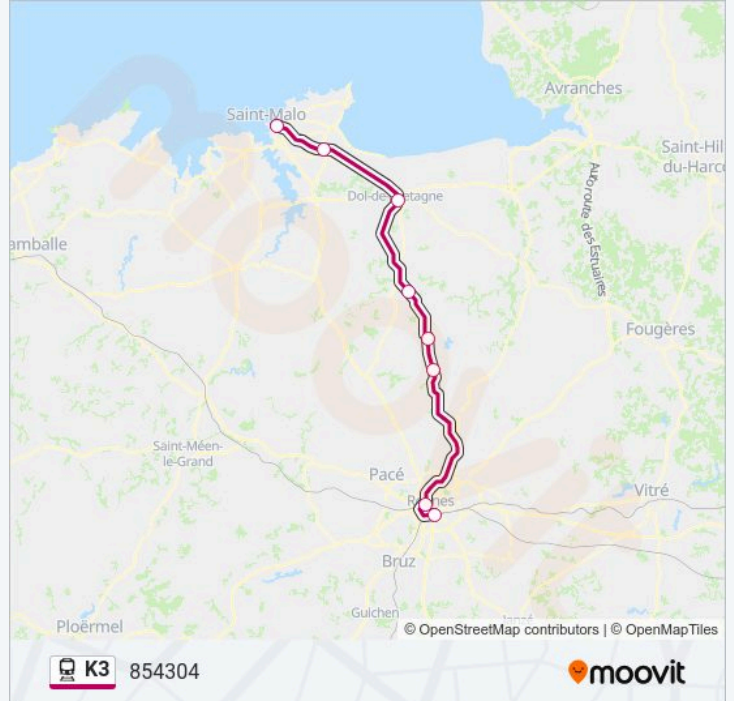 Avranches
Saint-Malo
Saint-Hil
du-Harco
Autoroute des Estuaires
Dol-de-Bretagne
amballe
Fougères
Saint-Méen-
le-Grand
Pacé
Rennes
Vitré
Bruz
Guichen
Ploërmel
© OpenStreetMap contributors | © OpenMapTiles
K3 854304
moovit